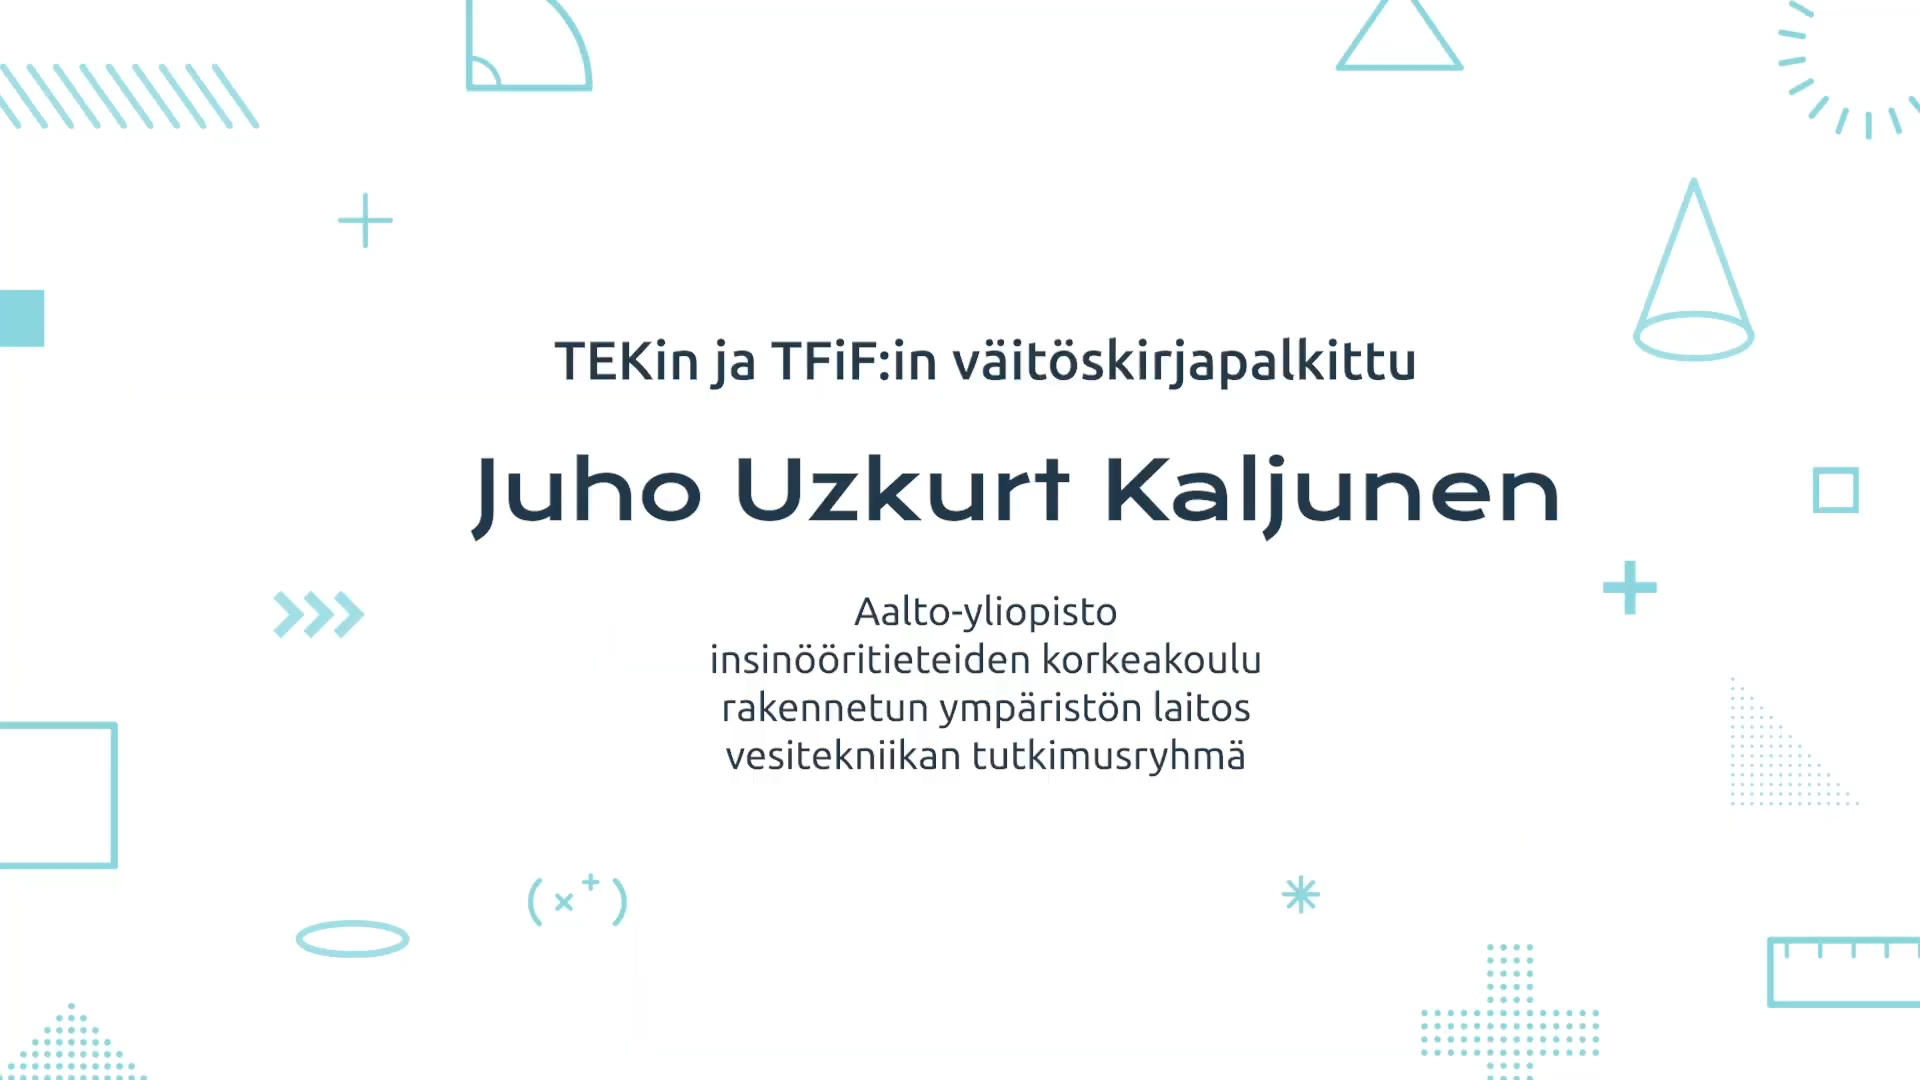 TEKin ja TFiF:in väitöskirjapalkittu
Juho Uzkurt Kaljunen
Aalto-yliopisto
insinööritieteiden korkeakoulu
rakennetun ympäristön laitos
vesitekniikan tutkimusryhmä
(×⁺)